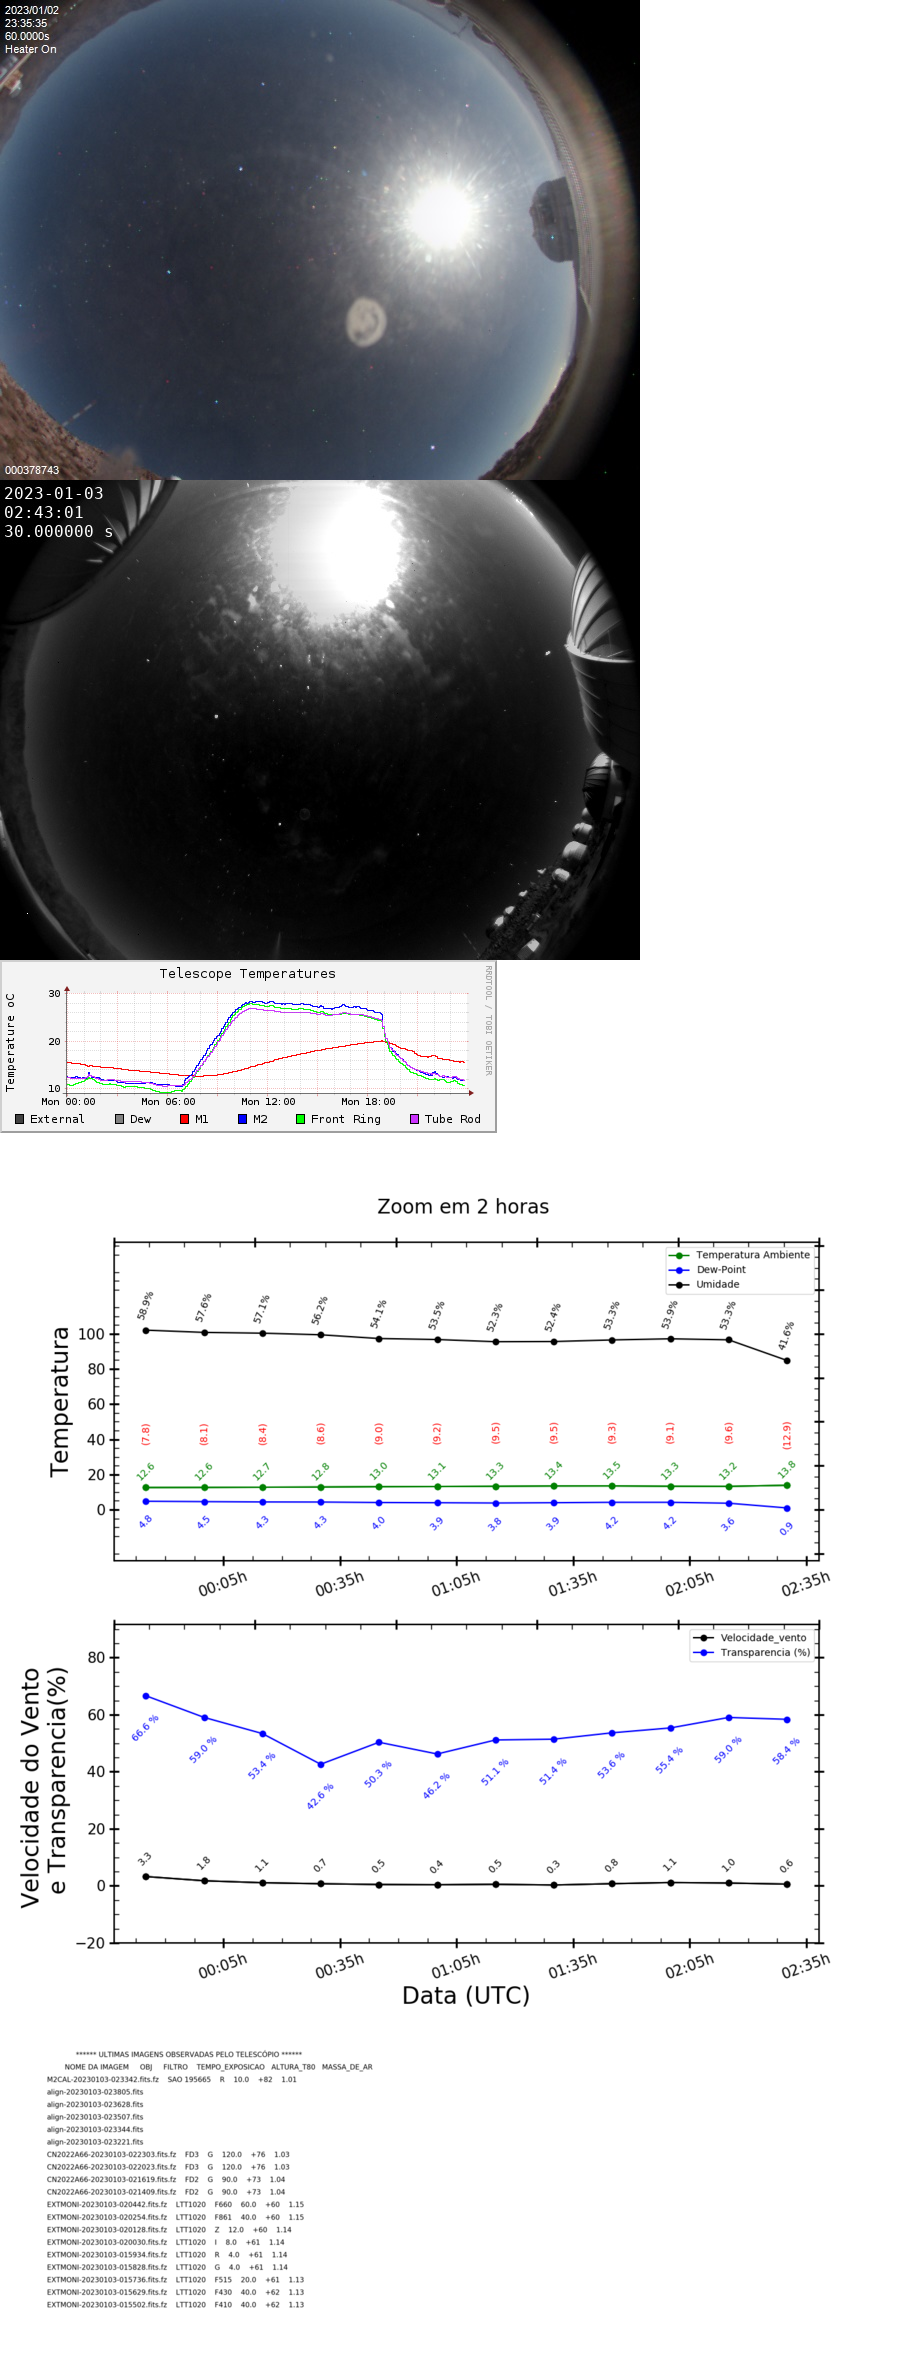 2023/01/02
23:35:35
60.0000s
Heater On
000378743
2023-01-03
02:43:01
30.000000 s
Telescope Temperatures
RRDTOOL / TOBI OETIKER
Temperature oC
30
20
10
Mon 00:00 Mon 06:00 Mon 12:00 Mon 18:00
External Dew M1 M2 Front Ring Tube Rod
Zoom em 2 horas
Temperatura Ambiente
Dew-Point
Umidade
Temperatura
100
80
60
40
20
0
58.9% 57.6% 57.1% 56.2% 54.1% 53.5% 52.3% 52.4% 53.3% 53.9% 53.3% 41.6%
(7.8) (8.1) (8.4) (8.6) (9.0) (9.2) (9.5) (9.5) (9.3) (9.1) (9.6) (12.9)
12.6 12.6 12.7 12.8 13.0 13.1 13.3 13.4 13.5 13.3 13.2 13.8
4.8 4.5 4.3 4.3 4.0 3.9 3.8 3.9 4.2 4.2 3.6 0.9
00:05h 00:35h 01:05h 01:35h 02:05h 02:35h
Velocidade_vento
Transparencia (%)
Velocidade do Vento
e Transparencia(%)
80
60
40
20
0
−20
66.6 % 59.0 % 53.4 % 42.6 % 50.3 % 46.2 % 51.1 % 51.4 % 53.6 % 55.4 % 59.0 % 58.4 %
3.3 1.8 1.1 0.7 0.5 0.4 0.5 0.3 0.8 1.1 1.0 0.6
00:05h 00:35h 01:05h 01:35h 02:05h 02:35h
Data (UTC)
****** ULTIMAS IMAGENS OBSERVADAS PELO TELESCÓPIO ******
NOME DA IMAGEM OBJ FILTRO TEMPO_EXPOSICAO ALTURA_T80 MASSA_DE_AR
M2CAL-20230103-023342.fits.fz SAO 195665 R 10.0 +82 1.01
align-20230103-023805.fits
align-20230103-023628.fits
align-20230103-023507.fits
align-20230103-023344.fits
align-20230103-023221.fits
CN2022A66-20230103-022303.fits.fz FD3 G 120.0 +76 1.03
CN2022A66-20230103-022023.fits.fz FD3 G 120.0 +76 1.03
CN2022A66-20230103-021619.fits.fz FD2 G 90.0 +73 1.04
CN2022A66-20230103-021409.fits.fz FD2 G 90.0 +73 1.04
EXTMONI-20230103-020442.fits.fz LTT1020 F660 60.0 +60 1.15
EXTMONI-20230103-020254.fits.fz LTT1020 F861 40.0 +60 1.15
EXTMONI-20230103-020128.fits.fz LTT1020 Z 12.0 +60 1.14
EXTMONI-20230103-020030.fits.fz LTT1020 I 8.0 +61 1.14
EXTMONI-20230103-015934.fits.fz LTT1020 R 4.0 +61 1.14
EXTMONI-20230103-015828.fits.fz LTT1020 G 4.0 +61 1.14
EXTMONI-20230103-015736.fits.fz LTT1020 F515 20.0 +61 1.13
EXTMONI-20230103-015629.fits.fz LTT1020 F430 40.0 +62 1.13
EXTMONI-20230103-015502.fits.fz LTT1020 F410 40.0 +62 1.13